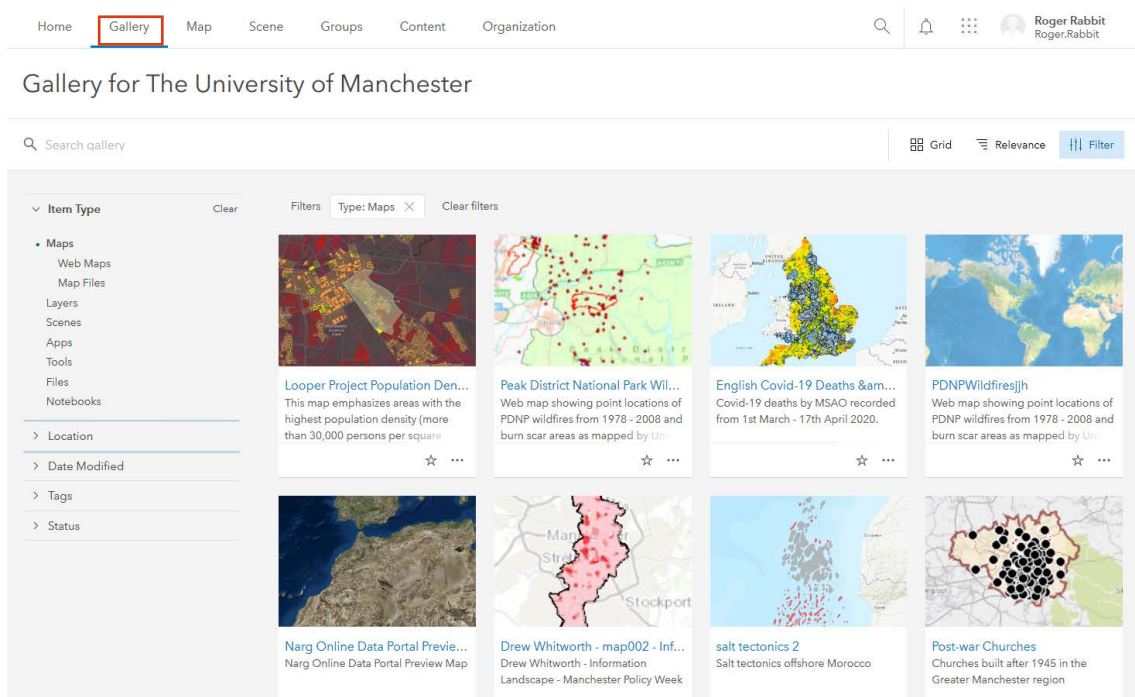 Home Gallery Map Scene Groups Content Organization
Roger Rabbit
Roger.Rabbit
Gallery for The University of Manchester
Search gallery
Grid Relevance Filter
Item Type Clear
Maps
Web Maps
Map Files
Layers
Scenes
Apps
Tools
Files
Notebooks
Location
Date Modified
Tags
Status
Filters Type: Maps Clear filters
Looper Project Population Den...
This map emphasizes areas with the
highest population density (more
than 30,000 persons per square
Peak District National Park Wil...
Web map showing point locations of
PDNP wildfires from 1978 - 2008 and
burn scar areas as mapped by Uni
English Covid-19 Deaths &am...
Covid-19 deaths by MSAO recorded
from 1st March - 17th April 2020.
PDNPWildfiresjjh
Web map showing point locations of
PDNP wildfires from 1978 - 2008 and
burn scar areas as mapped by Uni
Narg Online Data Portal Previe...
Narg Online Data Portal Preview Map
Stockport
Drew Whitworth - map002 - Inf...
Drew Whitworth - Information
Landscape - Manchester Policy Week
salt tectonics 2
Salt tectonics offshore Morocco
Post-war Churches
Churches built after 1945 in the
Greater Manchester region